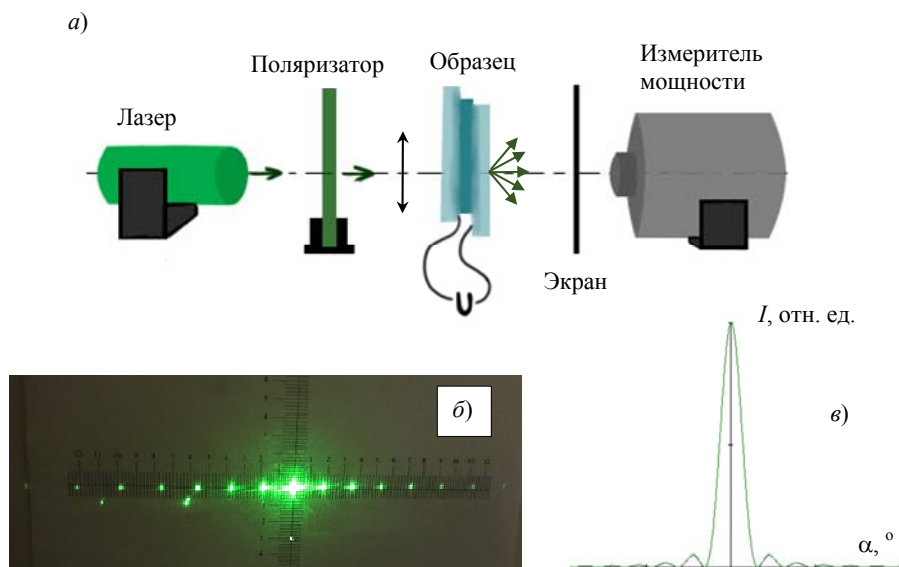 а)
Поляризатор
Образец
Измеритель
мощности
Лазер
U
Экран
I, отн. ед.
б)
в)
α, °